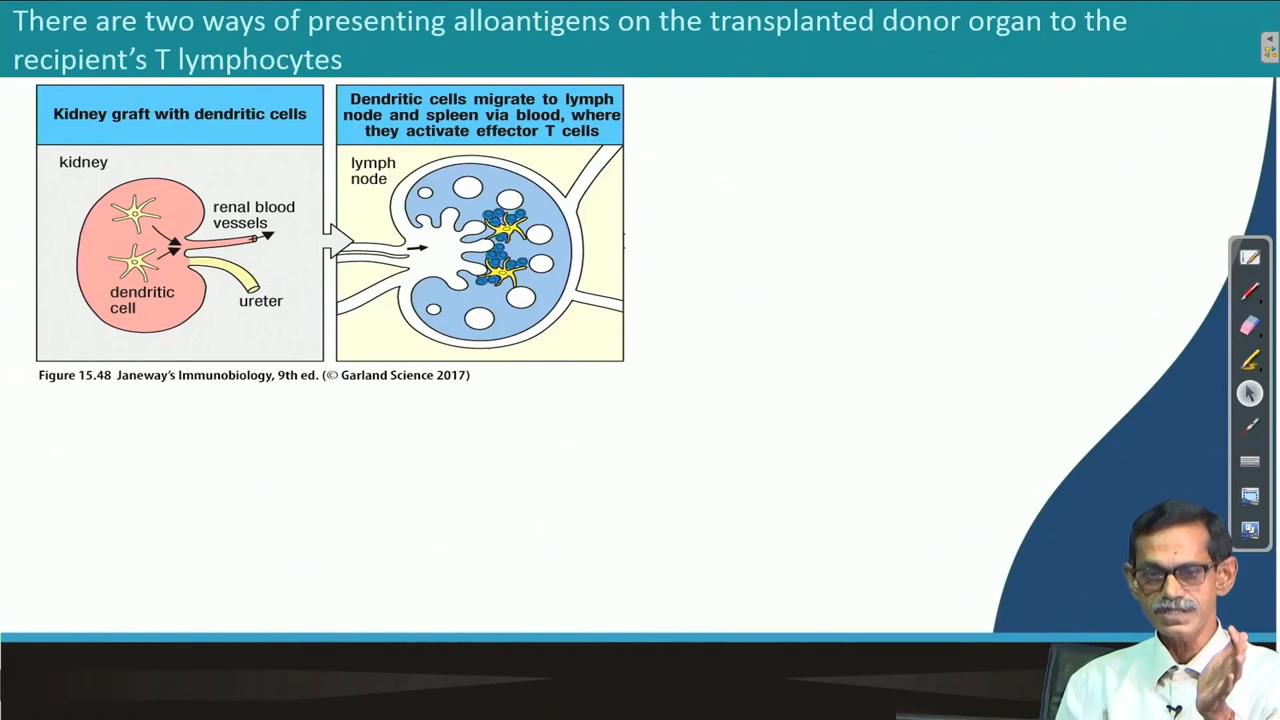 There are two ways of presenting alloantigens on the transplanted donor organ to the
recipient's T lymphocytes
Kidney graft with dendritic cells
kidney
renal blood
vessels
dendritic
cell
ureter
Dendritic cells migrate to lymph
node and spleen via blood, where
they activate effector T cells
lymph
node
Figure 15.48 Janeway's Immunobiology, 9th ed. (© Garland Science 2017)